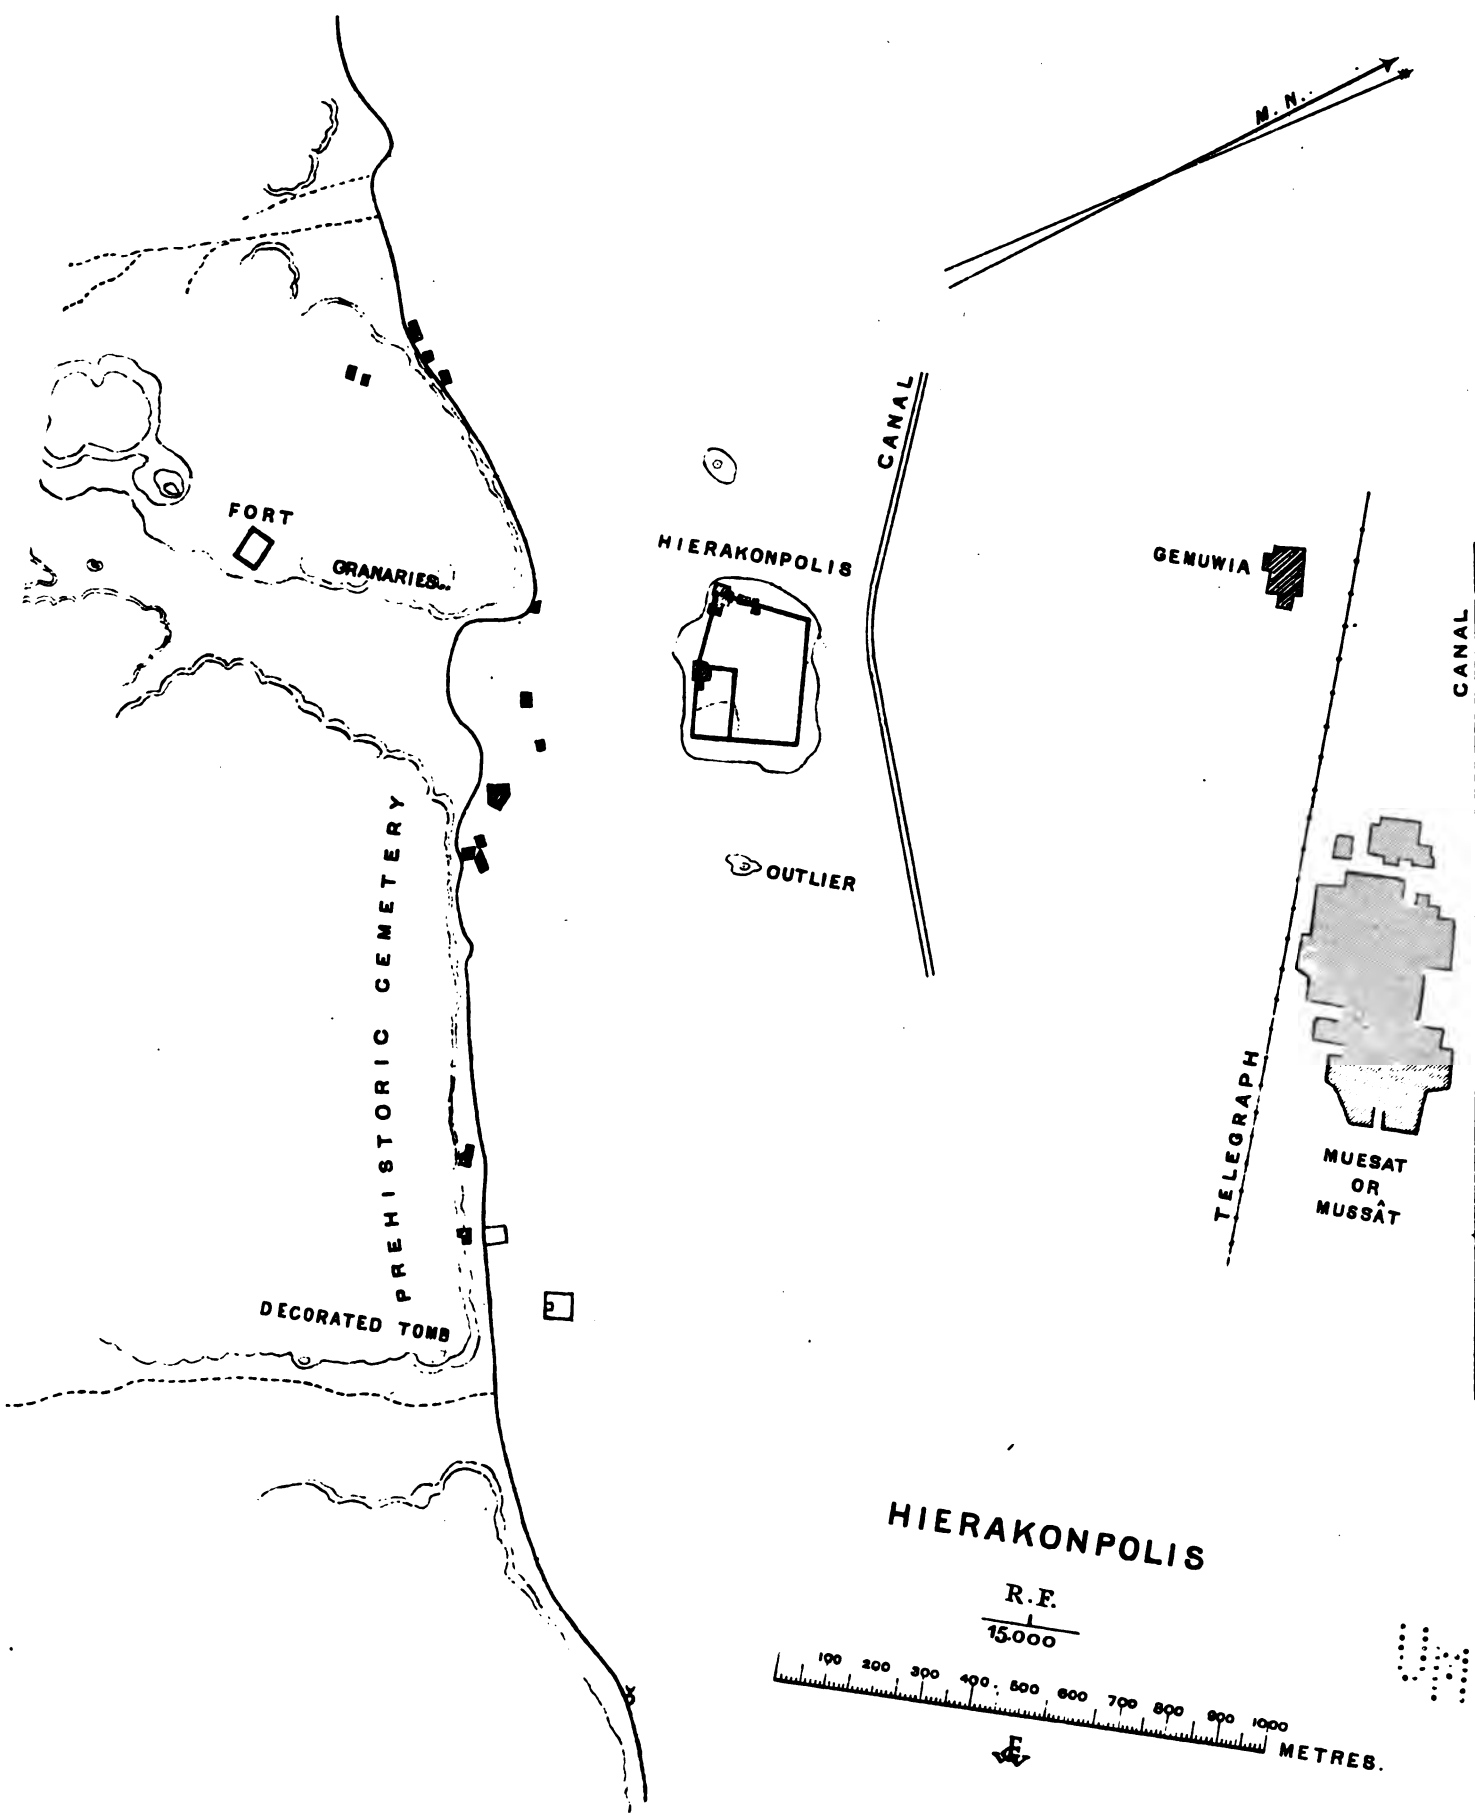 M. N.
CANAL
FORT
GRANARIES..
HIERAKONPOLIS
GEMUWIA
CANAL
OUTLIER
PREHISTORIC CEMETERY
DECORATED TOMB
TELEGRAPH
MUESAT
OR
MUSSÂT
HIERAKONPOLIS
R.F.
1
15.000
100 200 300 400. 500 600 700 800 900 1000
METRES.